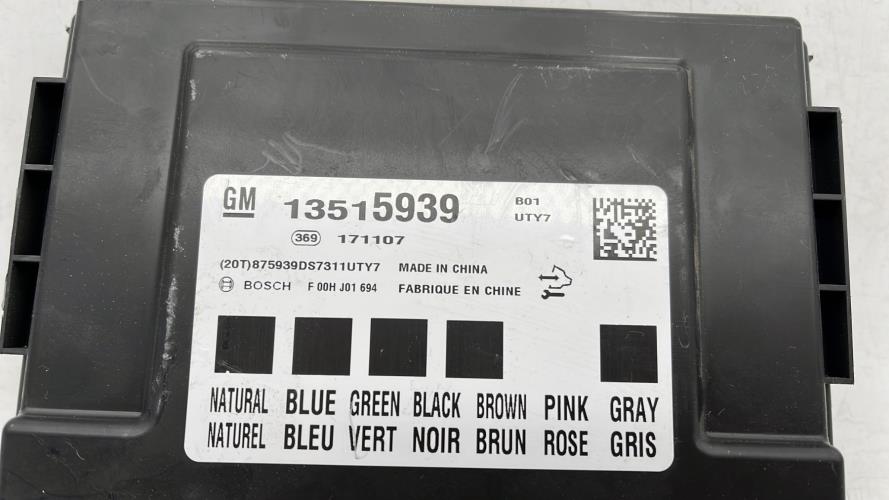 GM 13515939 B01
UTY7
369 171107
(20T)875939DS7311UTY7 MADE IN CHINA
BOSCH F 00H J01 694 FABRIQUE EN CHINE
NATURAL BLUE GREEN BLACK BROWN PINK GRAY
NATUREL BLEU VERT NOIR BRUN ROSE GRIS